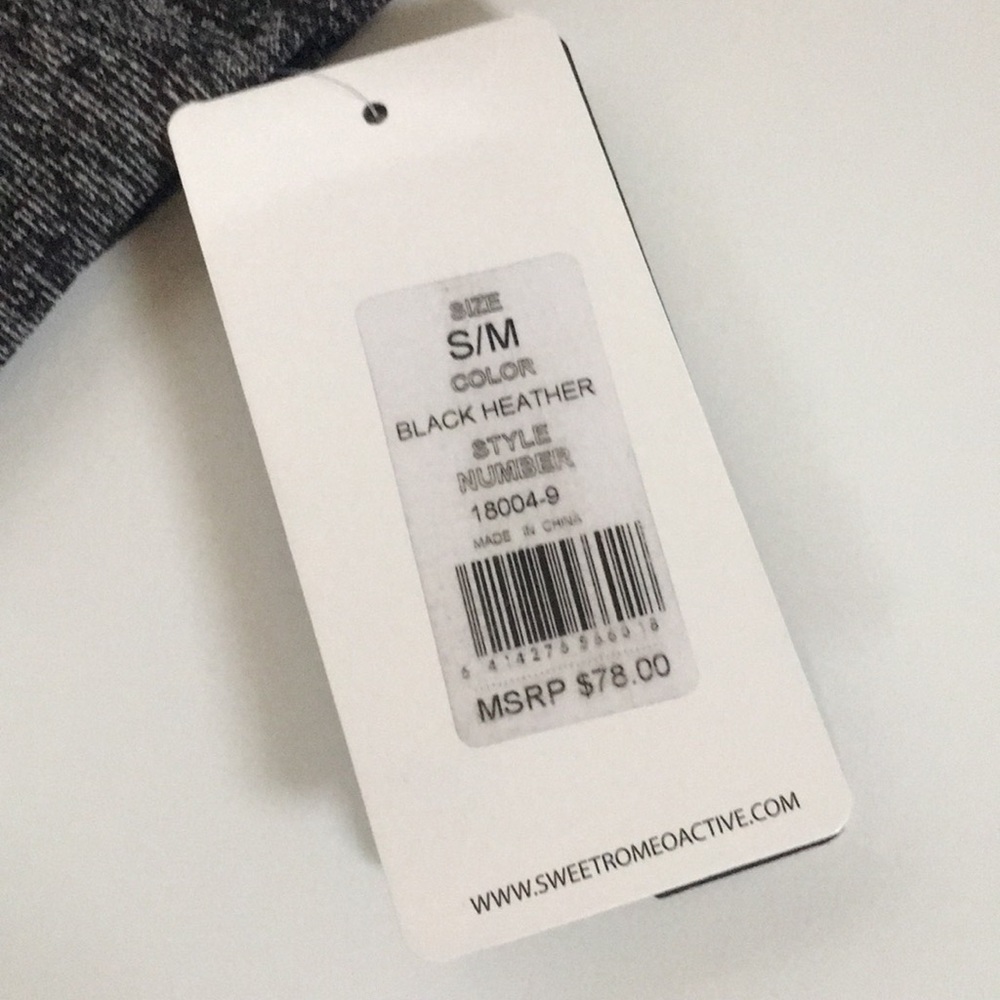 SIZE
S/M
COLOR
BLACK HEATHER
STYLE
NUMBER
18004-9
MADE IN CHINA
MSRP $78.00
WWW.SWEETROMEOACTIVE.COM